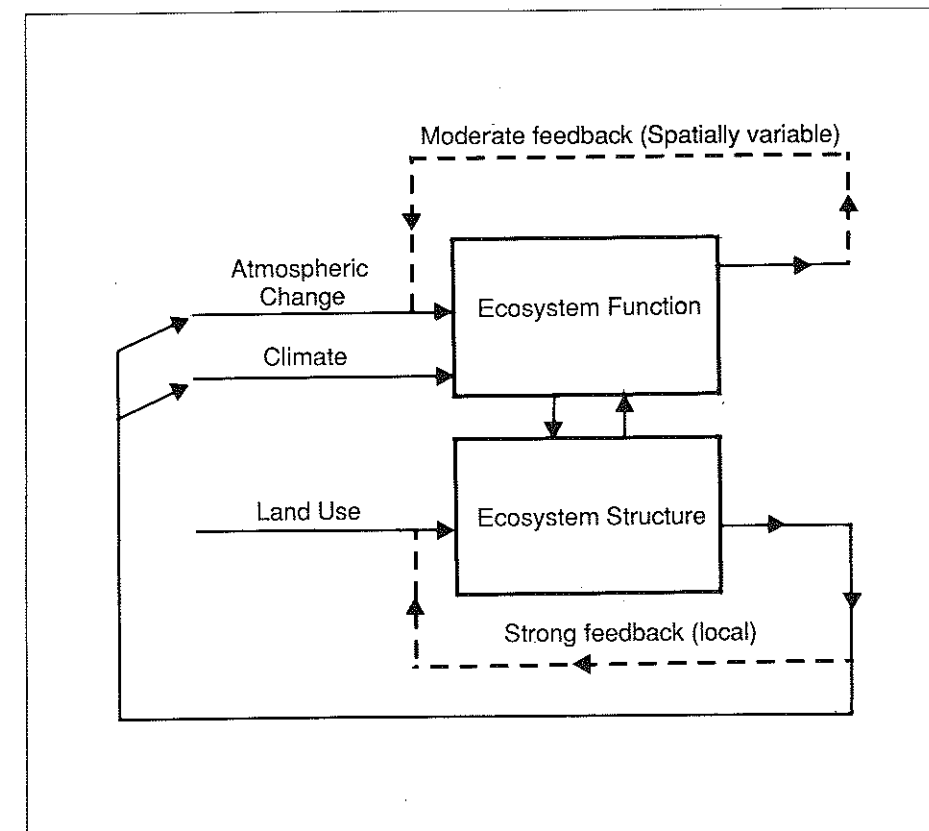 Moderate feedback (Spatially variable)
Atmospheric
Change
Ecosystem Function
Climate
Land Use
Ecosystem Structure
Strong feedback (local)